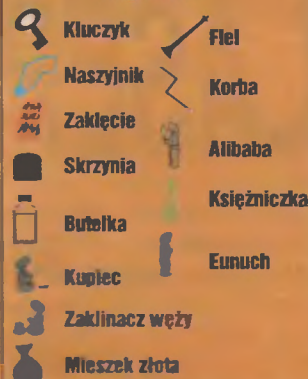 Kluczyk
Naszyjnik
Zaklęcie
Skrzynia
Butelka
Kupiec
Zaklinacz węży
Mieszek złota
Flet
Korba
Alibaba
Księżniczka
Eunuch